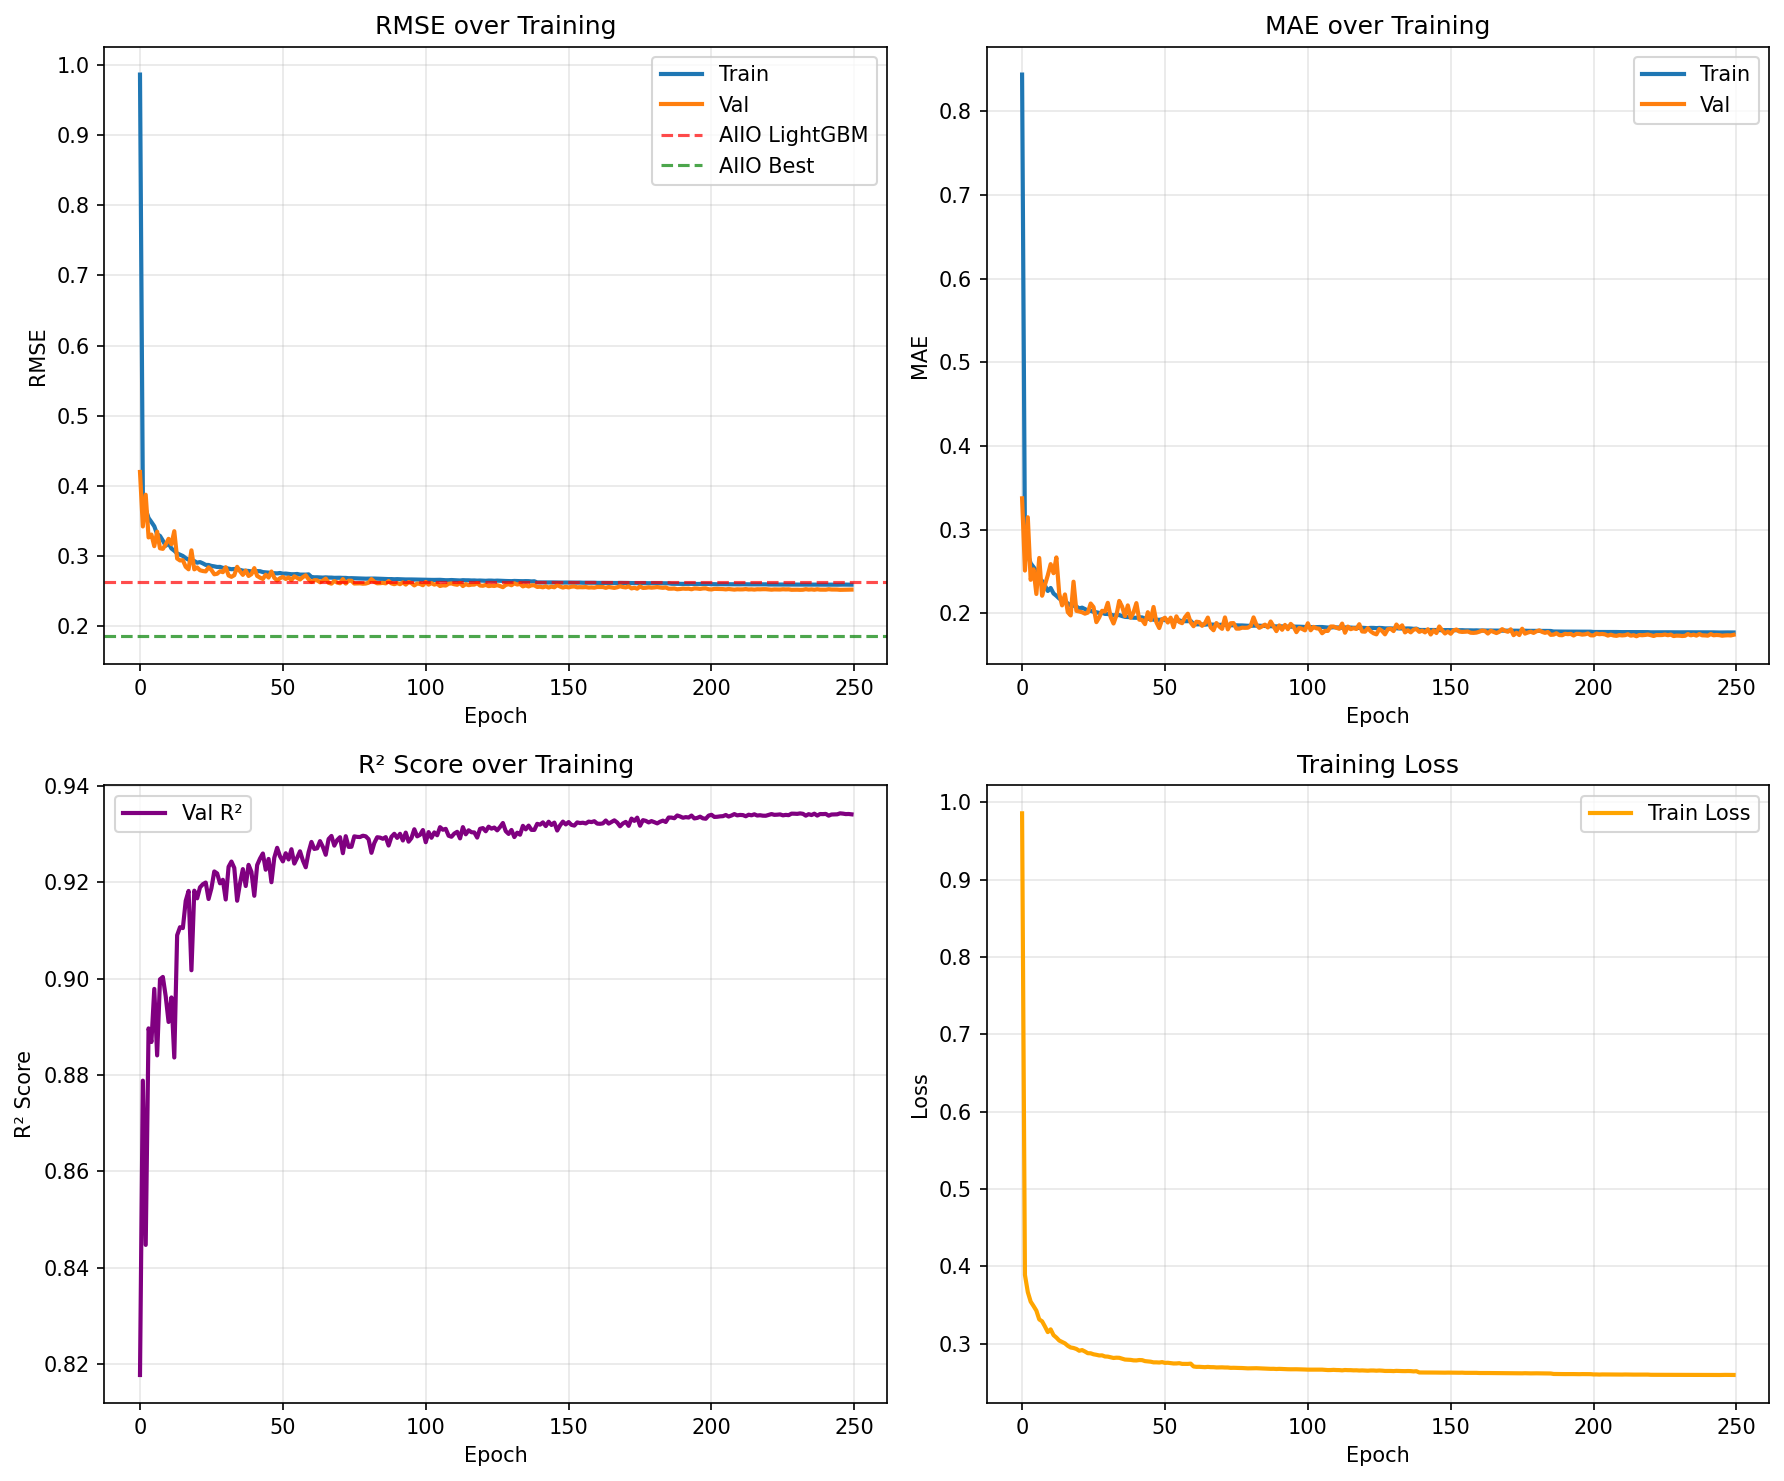 RMSE over Training
1.0
0.9
0.8
0.7
0.6
0.5
0.4
0.3
0.2
RMSE
Train
Val
AIIO LightGBM
AIIO Best
0 50 100 150 200 250
Epoch
MAE over Training
0.8
0.7
0.6
0.5
0.4
0.3
0.2
MAE
Train
Val
0 50 100 150 200 250
Epoch
R² Score over Training
0.94
0.92
0.90
0.88
0.86
0.84
0.82
R² Score
Val R²
0 50 100 150 200 250
Epoch
Training Loss
1.0
0.9
0.8
0.7
0.6
0.5
0.4
0.3
Loss
Train Loss
0 50 100 150 200 250
Epoch